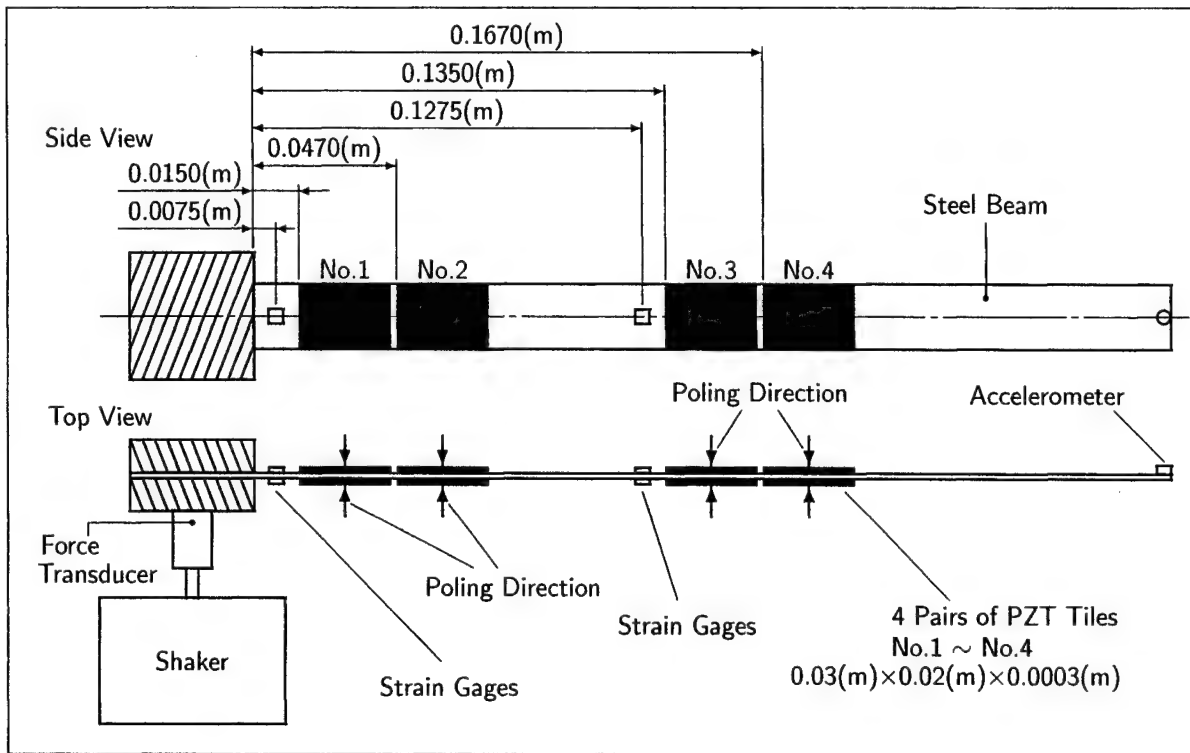 0.1670(m)
0.1350(m)
0.1275(m)
Side View
0.0470(m)
0.0150(m)
0.0075(m)
Steel Beam
No.1
No.2
No.3
No.4
Poling Direction
Accelerometer
Top View
Force
Transducer
Poling Direction
Strain Gages
4 Pairs of PZT Tiles
No.1 ~ No.4
0.03(m)×0.02(m)×0.0003(m)
Shaker
Strain Gages